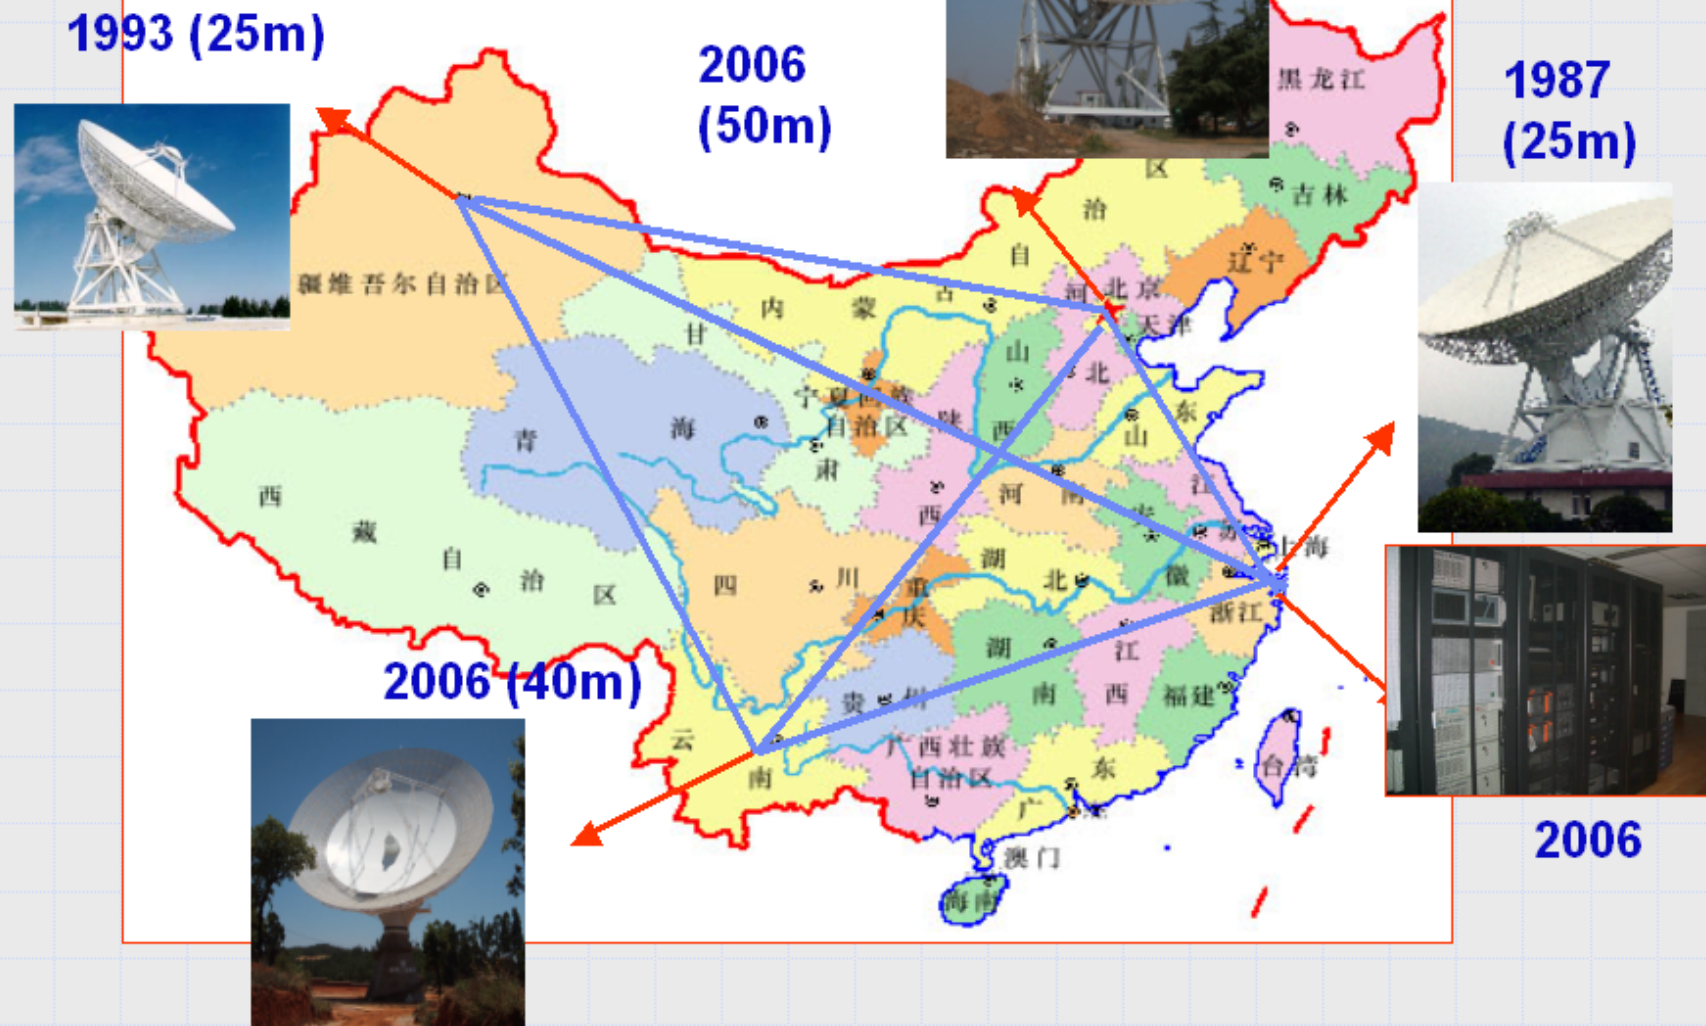 1993 (25m)
2006
(50m)
1987
(25m)
黑龙江
吉林
辽宁
区
治
自
古
蒙
内
疆维吾尔自治区
甘
河北京
天津
山
北
宁夏回族
自治区
陕
西
东
山
青
海
肃
西
河南
江
苏
安
徽
上海
西
藏
自
治
区
四
川
重
庆
湖
北
浙江
湖
南
江
西
福建
贵州
云
南
广西壮族
自治区
东
广
台湾
澳门
海南
2006 (40m)
2006